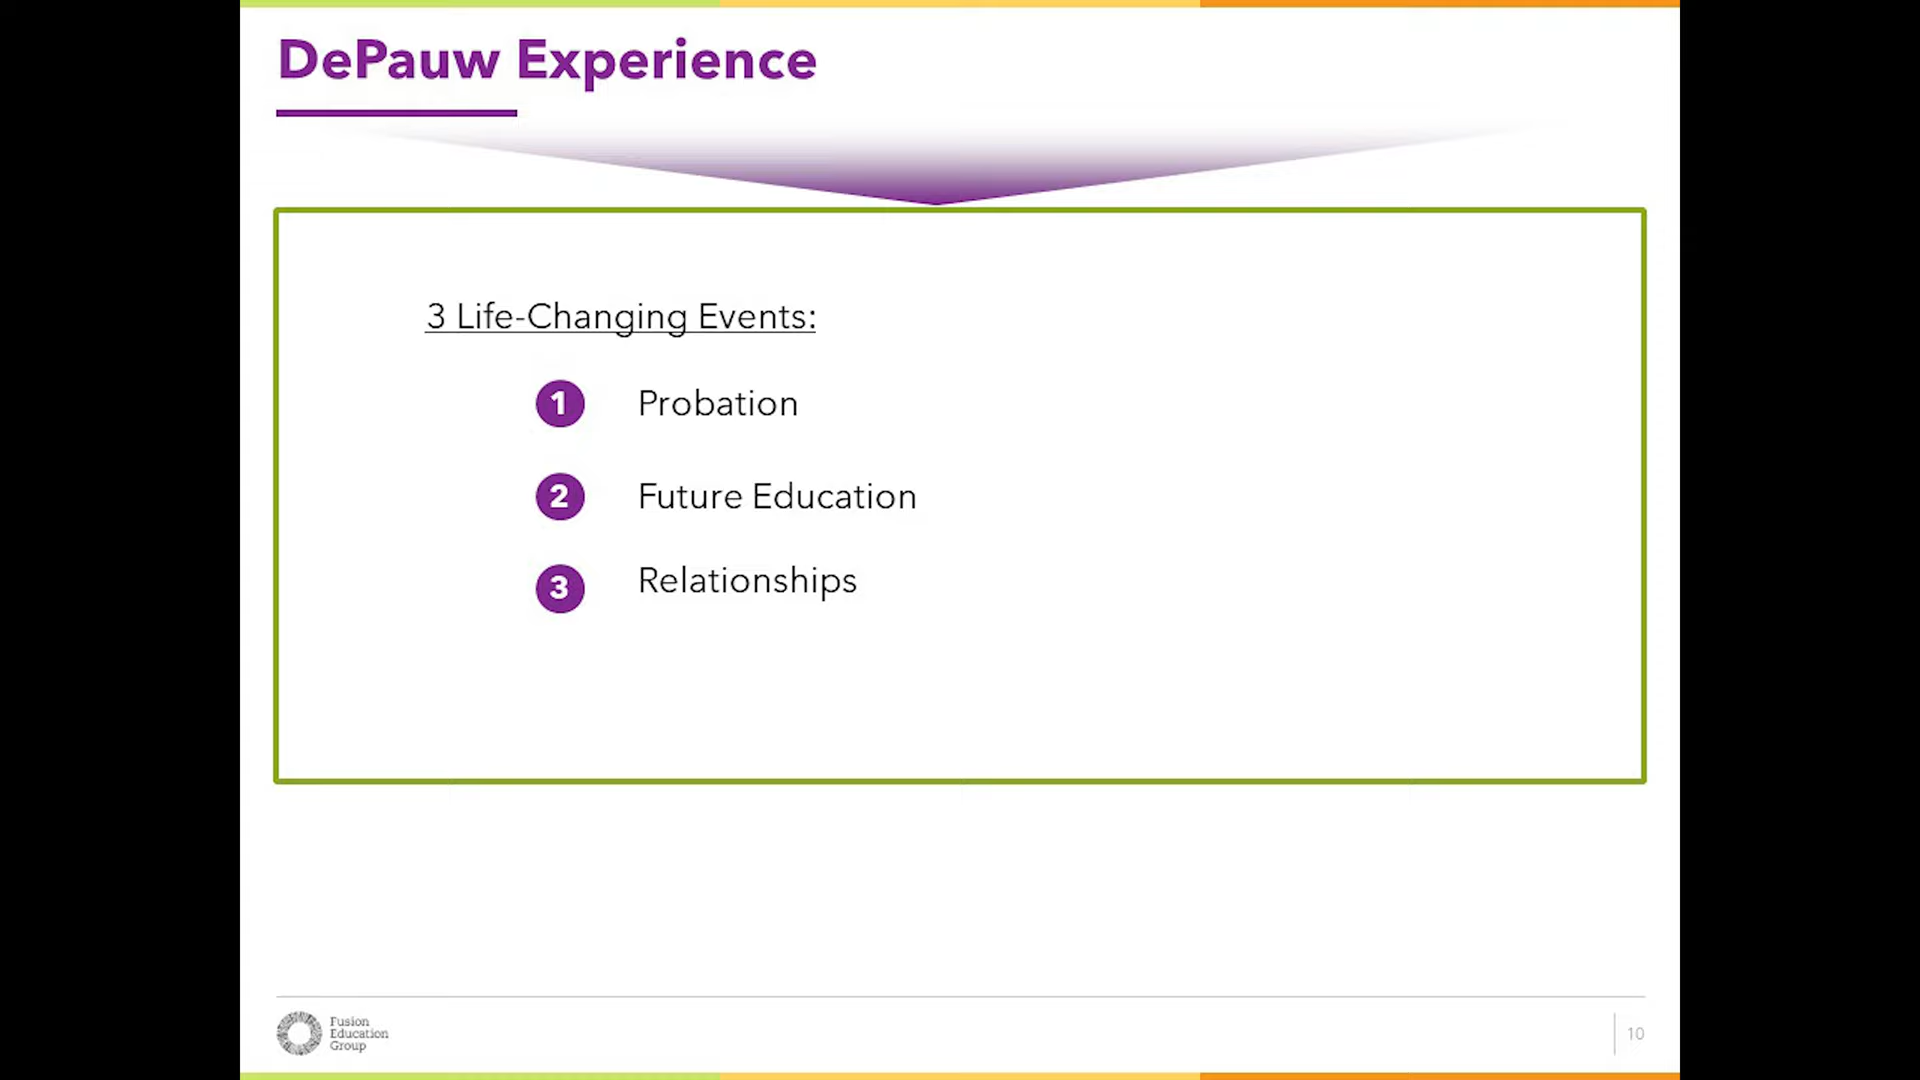 DePauw Experience
3 Life-Changing Events:
1 Probation
2 Future Education
3 Relationships
Fusion
Education
Group
10